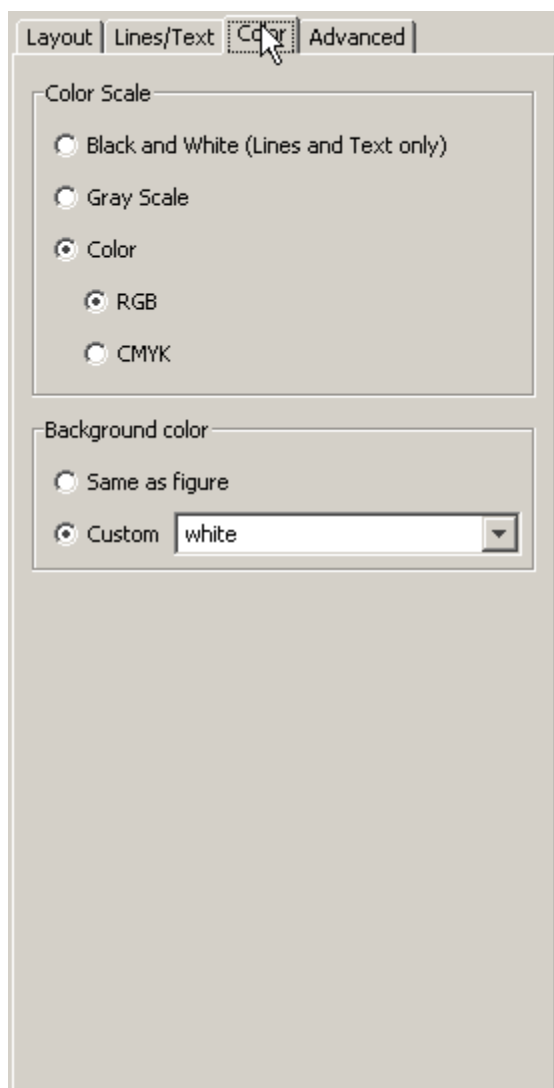 Layout Lines/Text Color Advanced
Color Scale
Black and White (Lines and Text only)
Gray Scale
Color
RGB
CMYK
Background color
Same as figure
Custom white